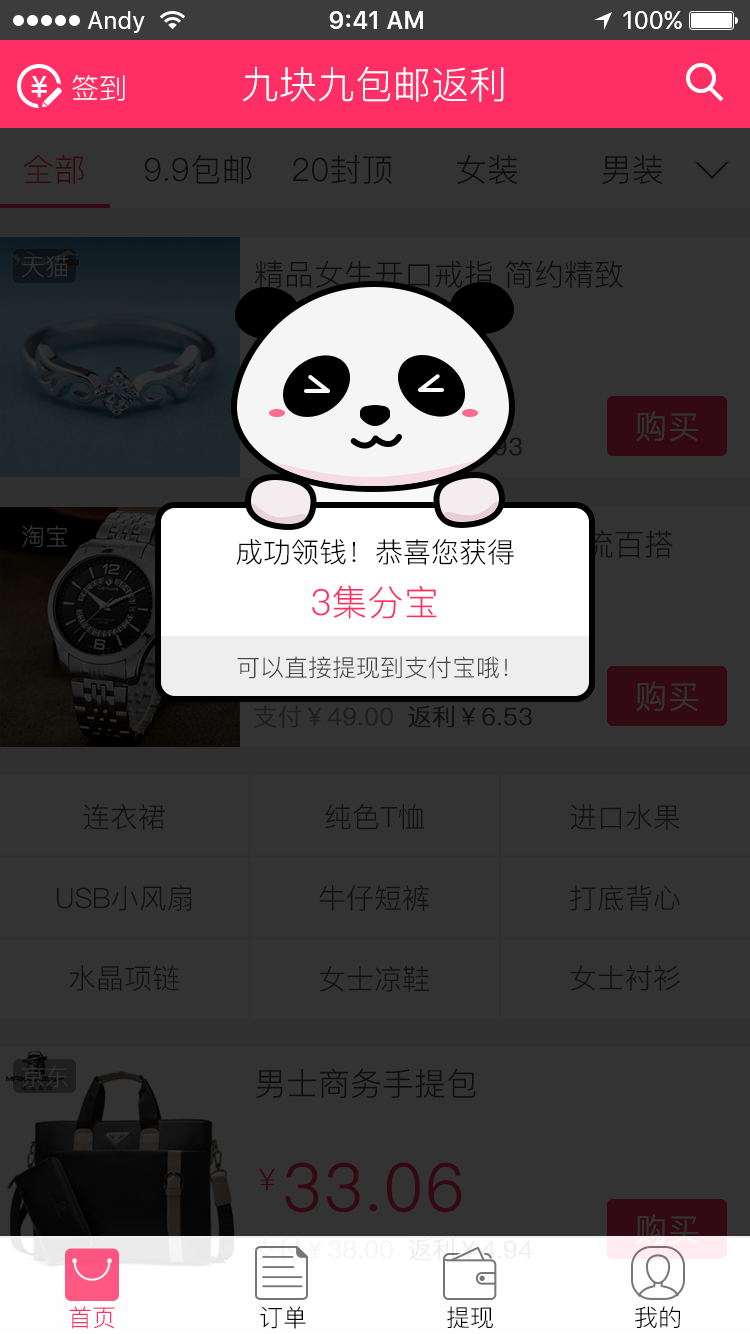 Andy 9:41 AM 100%
签到 九块九包邮返利
全部 9.9包邮 20封顶 女装 男装
天猫
精品女生开口戒指 简约精致
购买
.93
淘宝
流百搭
成功领钱！恭喜您获得
3集分宝
可以直接提现到支付宝哦！
购买
支付¥49.00 返利¥6.53
连衣裙 纯色T恤 进口水果
USB小风扇 牛仔短裤 打底背心
水晶项链 女士凉鞋 女士衬衫
京东
男士商务手提包
¥33.06
购买
支付¥38.00 返利¥4.94
首页 订单 提现 我的